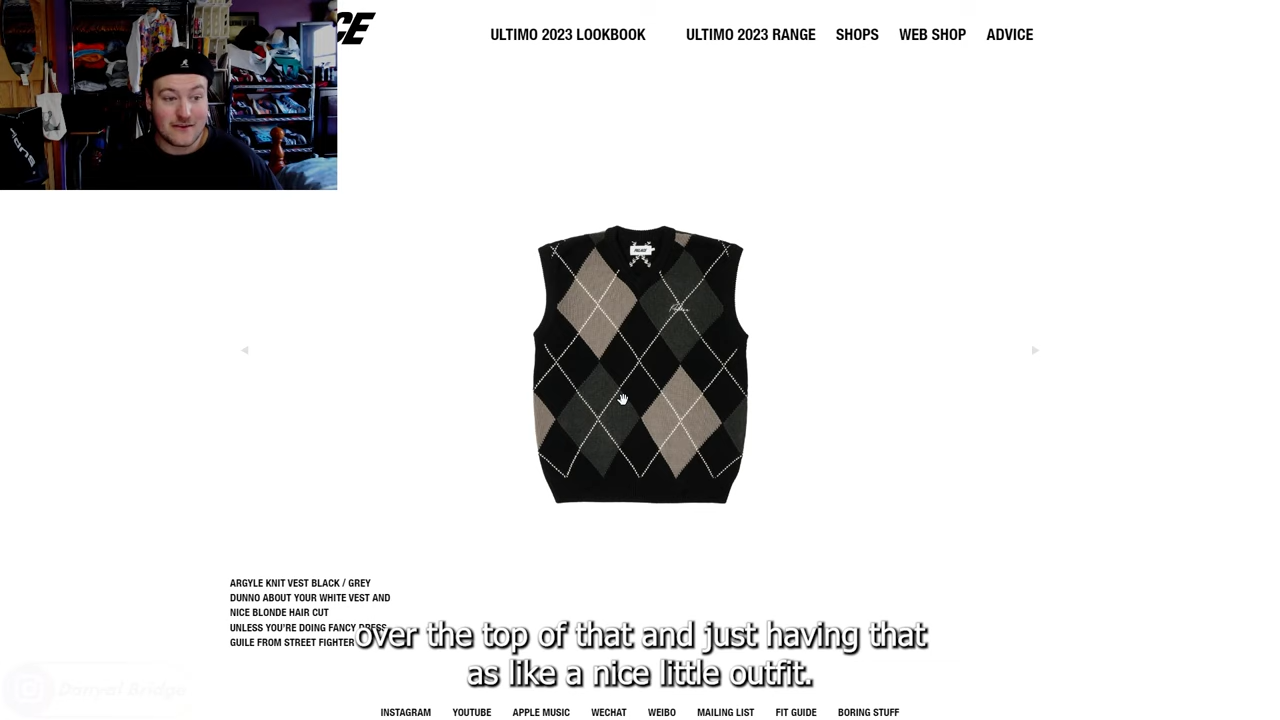 ULTIMO 2023 LOOKBOOK ULTIMO 2023 RANGE SHOPS WEB SHOP ADVICE
PALACE
ARGYLE KNIT VEST BLACK / GREY
DUNNO ABOUT YOUR WHITE VEST AND
NICE BLONDE HAIR CUT
UNLESS YOU'RE DOING FANCY DRESS
GUILE FROM STREET FIGHTER
over the top of that and just having that
as like a nice little outfit.
Danyal Bridge
INSTAGRAM YOUTUBE APPLE MUSIC WECHAT WEIBO MAILING LIST FIT GUIDE BORING STUFF